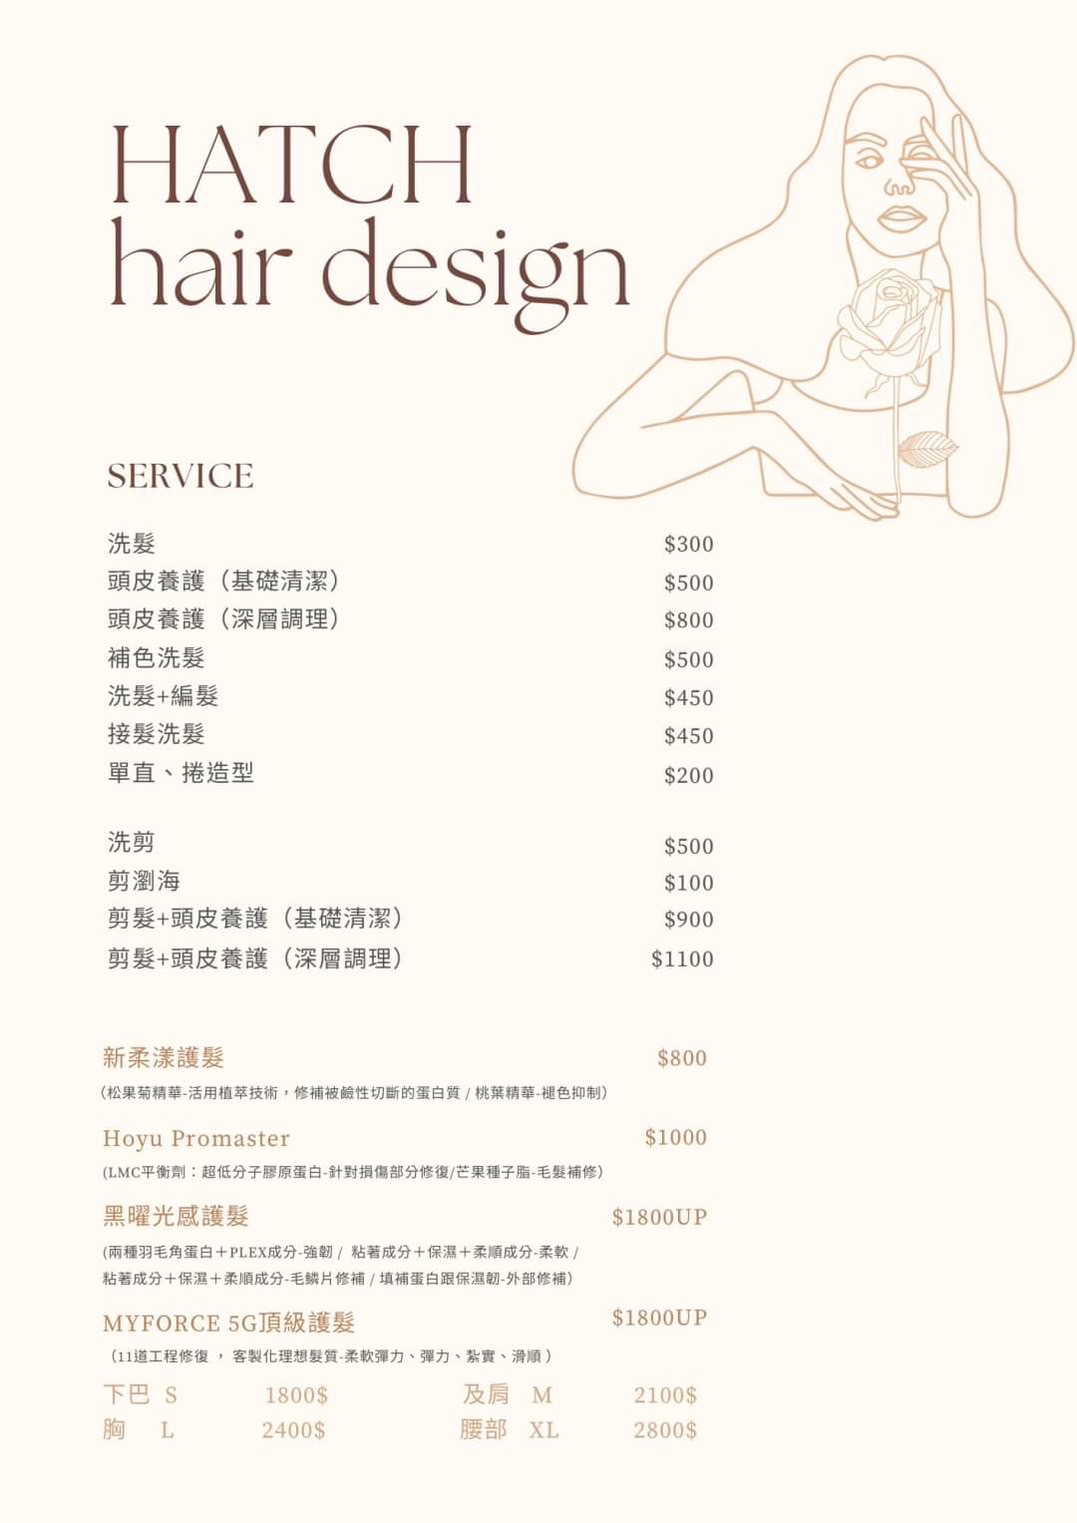 HATCH
hair design
SERVICE
洗髮 $300
頭皮養護（基礎清潔） $500
頭皮養護（深層調理） $800
補色洗髮 $500
洗髮+編髮 $450
接髮洗髮 $450
單直、捲造型 $200
洗剪 $500
剪瀏海 $100
剪髮+頭皮養護（基礎清潔） $900
剪髮+頭皮養護（深層調理） $1100
新柔漾護髮 $800
（松果菊精華-活用植萃技術，修補被鹼性切斷的蛋白質 / 桃葉精華-褪色抑制）
Hoyu Promaster $1000
(LMC平衡劑：超低分子膠原蛋白-針對損傷部分修復/芒果種子脂-毛髮補修）
黑曜光感護髮 $1800UP
(兩種羽毛角蛋白＋PLEX成分-強韌 / 粘著成分＋保濕＋柔順成分-柔軟 /
粘著成分＋保濕＋柔順成分-毛鱗片修補 / 填補蛋白跟保濕韌-外部修補）
MYFORCE 5G頂級護髮 $1800UP
（11道工程修復 ， 客製化理想髮質-柔軟彈力、彈力、紮實、滑順 ）
下巴 S 1800$ 及肩 M 2100$
胸 L 2400$ 腰部 XL 2800$